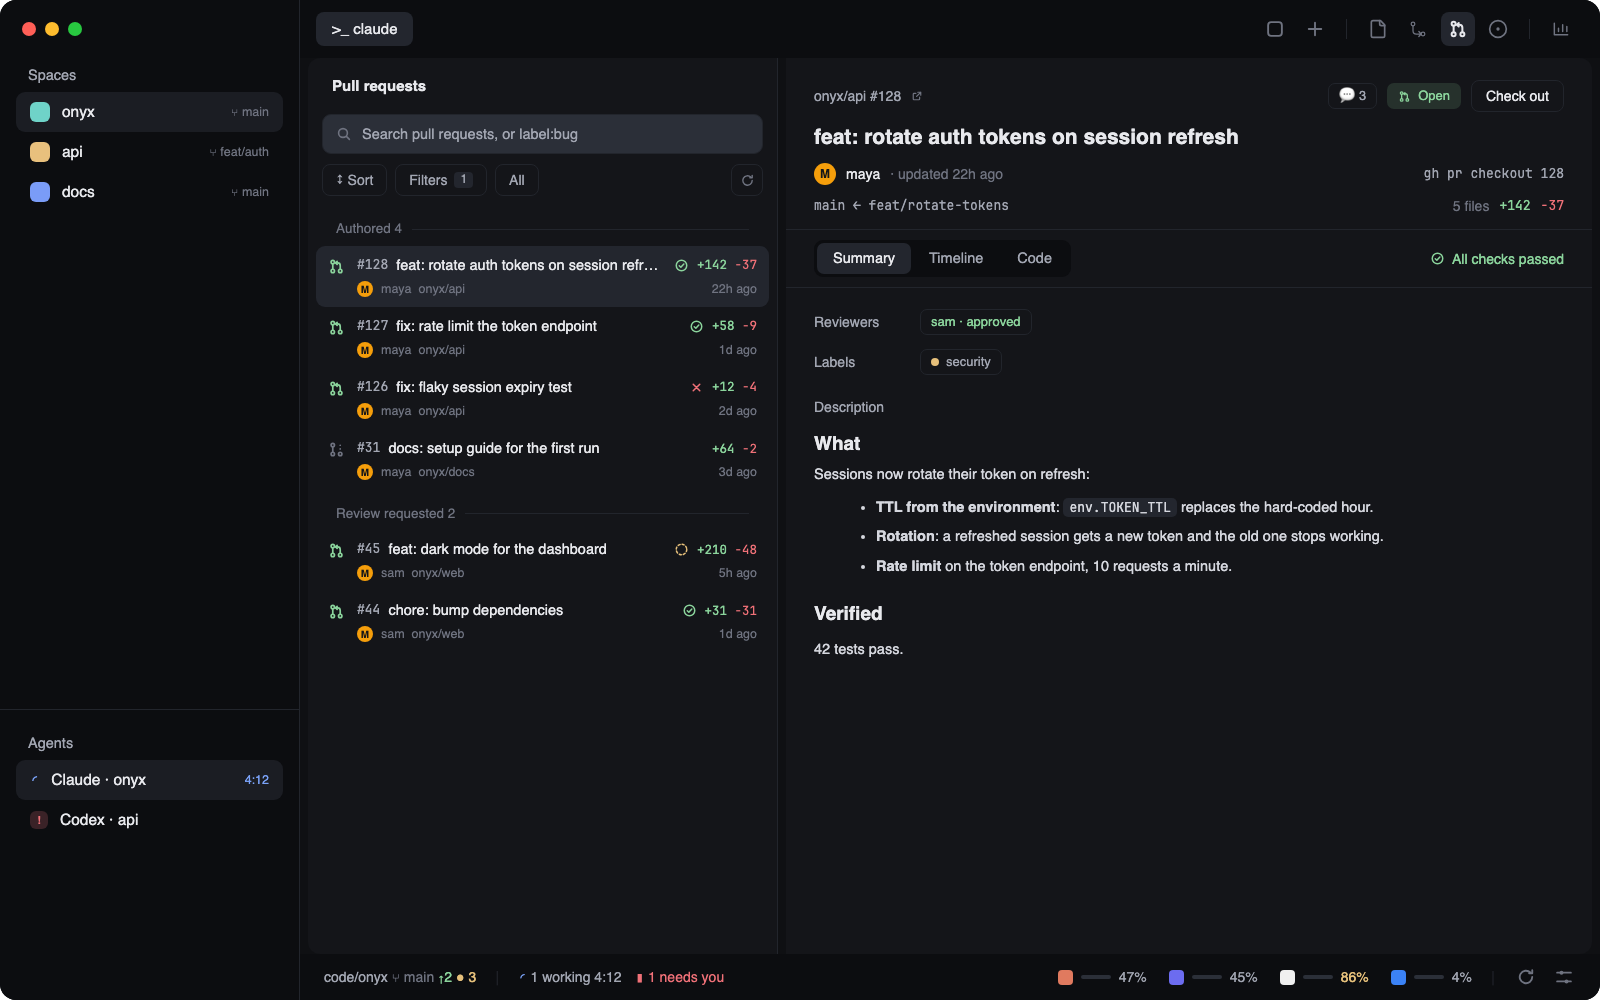 Spaces
onyx
main
api
feat/auth
docs
main
Agents
Claude · onyx
4:12
! Codex · api
>_ claude
Pull requests
Search pull requests, or label:bug
Sort
Filters 1
All
Authored 4
#128 feat: rotate auth tokens on session refr... +142 -37
M maya onyx/api 22h ago
#127 fix: rate limit the token endpoint +58 -9
M maya onyx/api 1d ago
#126 fix: flaky session expiry test +12 -4
M maya onyx/api 2d ago
#31 docs: setup guide for the first run +64 -2
M maya onyx/docs 3d ago
Review requested 2
#45 feat: dark mode for the dashboard +210 -48
M sam onyx/web 5h ago
#44 chore: bump dependencies +31 -31
M sam onyx/web 1d ago
onyx/api #128
3
Open
Check out
feat: rotate auth tokens on session refresh
M maya · updated 22h ago
gh pr checkout 128
main ← feat/rotate-tokens
5 files +142 -37
Summary
Timeline
Code
All checks passed
Reviewers
sam · approved
Labels
security
Description
What
Sessions now rotate their token on refresh:
• TTL from the environment: env.TOKEN_TTL replaces the hard-coded hour.
• Rotation: a refreshed session gets a new token and the old one stops working.
• Rate limit on the token endpoint, 10 requests a minute.
Verified
42 tests pass.
code/onyx main ↑2 ● 3
1 working 4:12
1 needs you
47%
45%
86%
4%